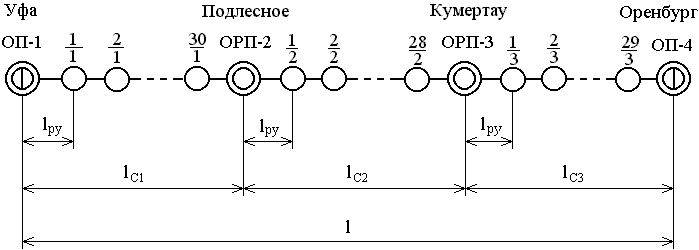 Уфа Подлесное Кумертау Оренбург
ОП-1 1/1 2/1 30/1 ОРП-2 1/2 2/2 28/2 ОРП-3 1/3 2/3 29/3 ОП-4
lру lру lру
lС1 lС2 lС3
l